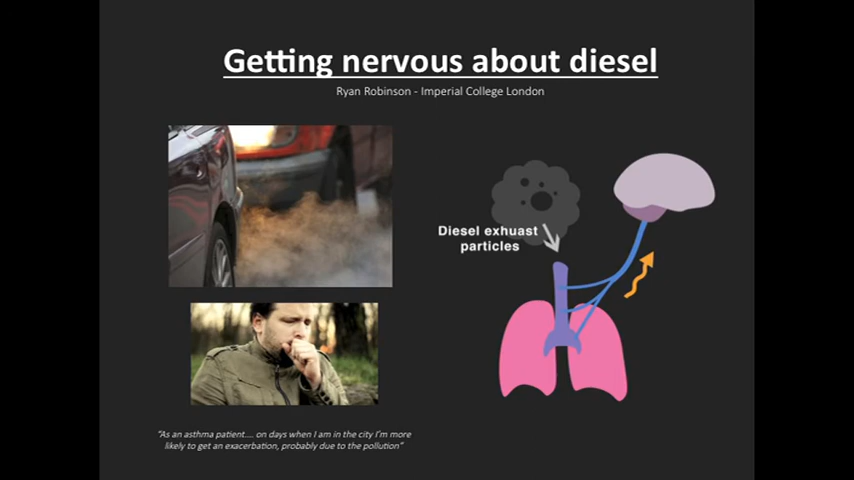 Getting nervous about diesel
Ryan Robinson - Imperial College London
Diesel exhuast
particles
"As an asthma patient.... on days when I am in the city I'm more
likely to get an exacerbation, probably due to the pollution"